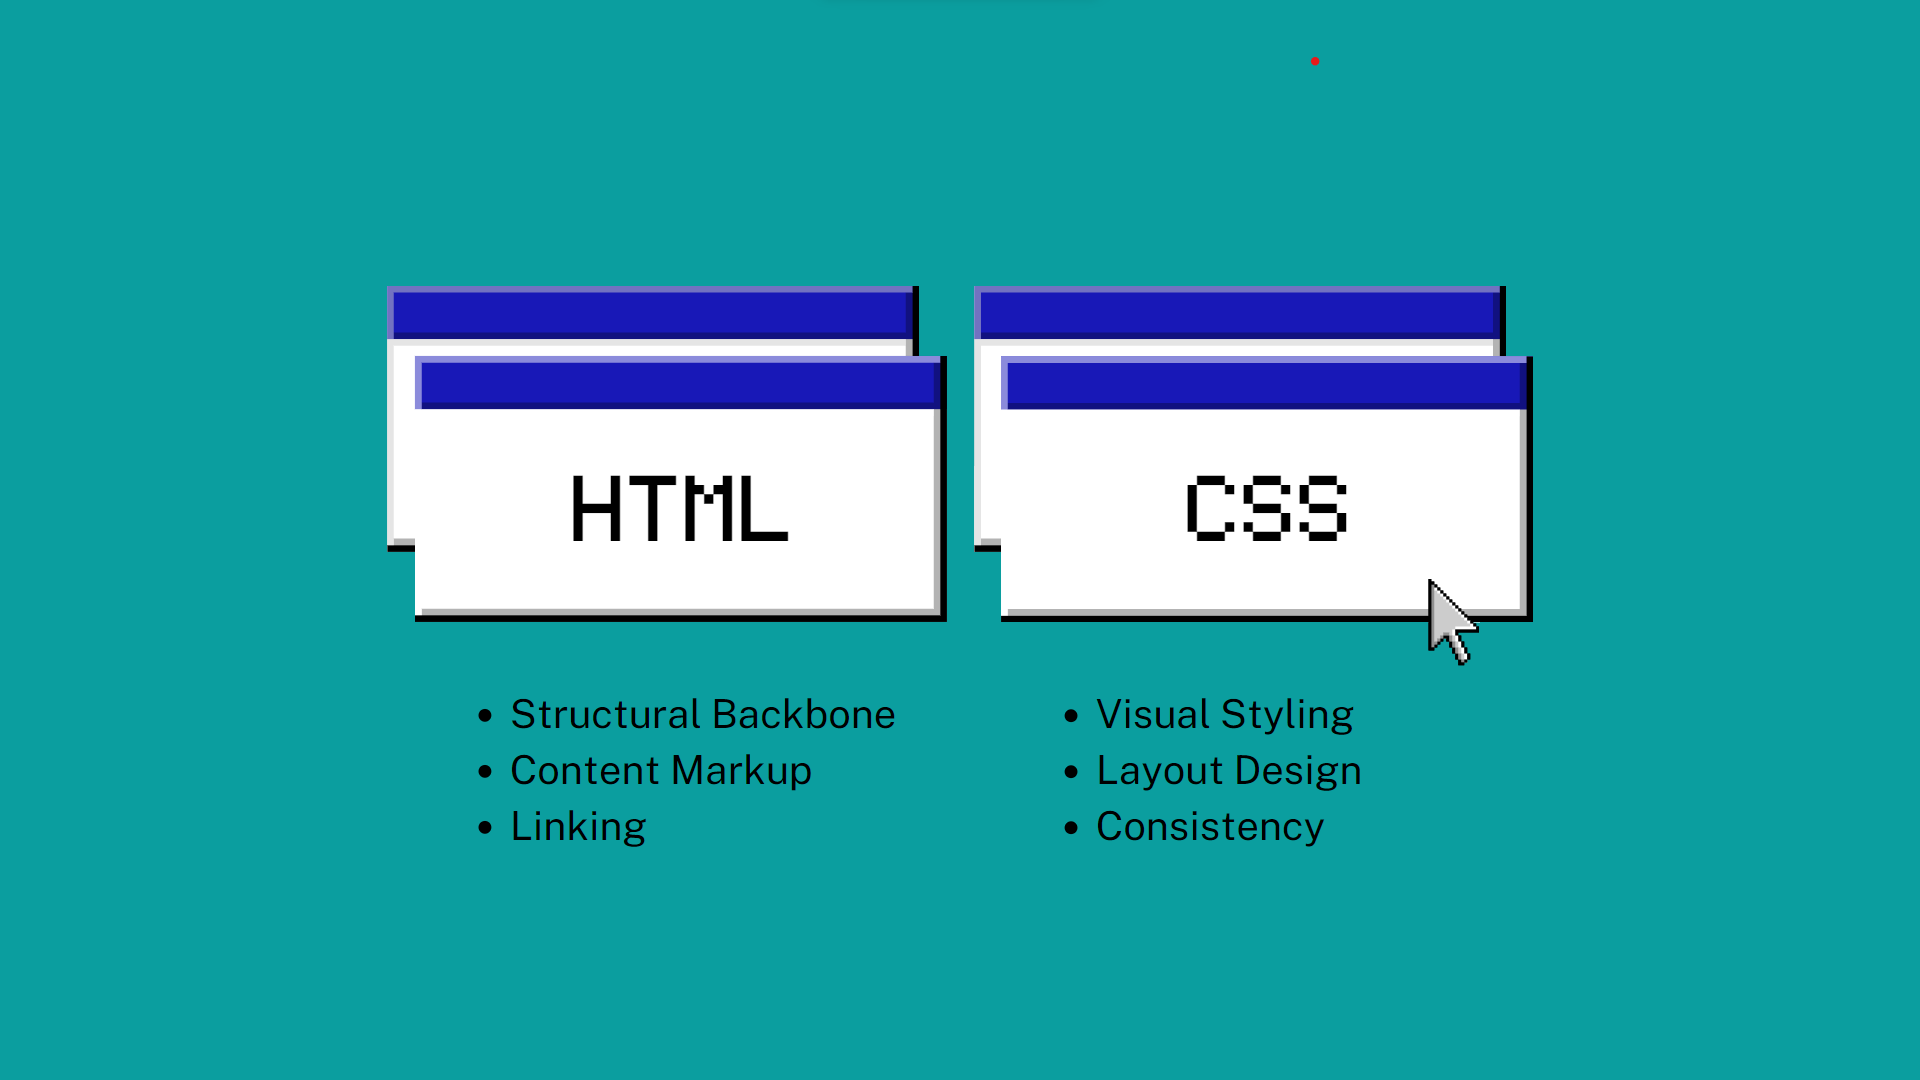 HTML
CSS
• Structural Backbone
• Content Markup
• Linking
• Visual Styling
• Layout Design
• Consistency